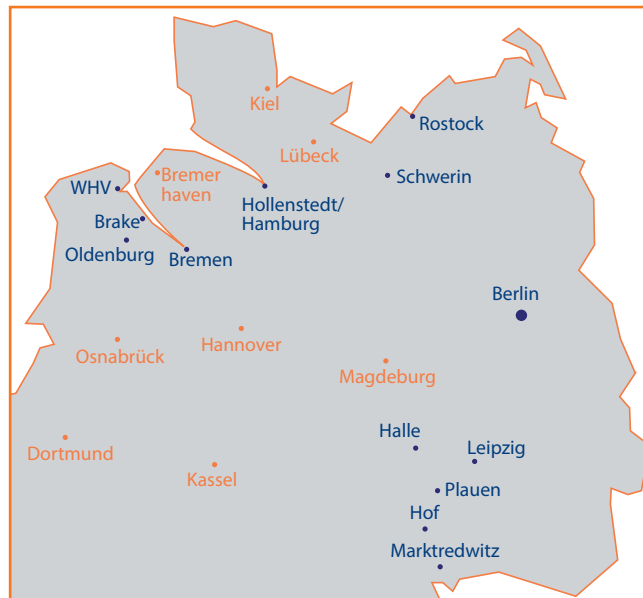 Kiel
Rostock
Lübeck
Bremer
haven
Schwerin
WHV
Hollenstedt/
Hamburg
Brake
Oldenburg
Bremen
Berlin
Osnabrück
Hannover
Magdeburg
Halle
Leipzig
Dortmund
Kassel
Plauen
Hof
Marktredwitz